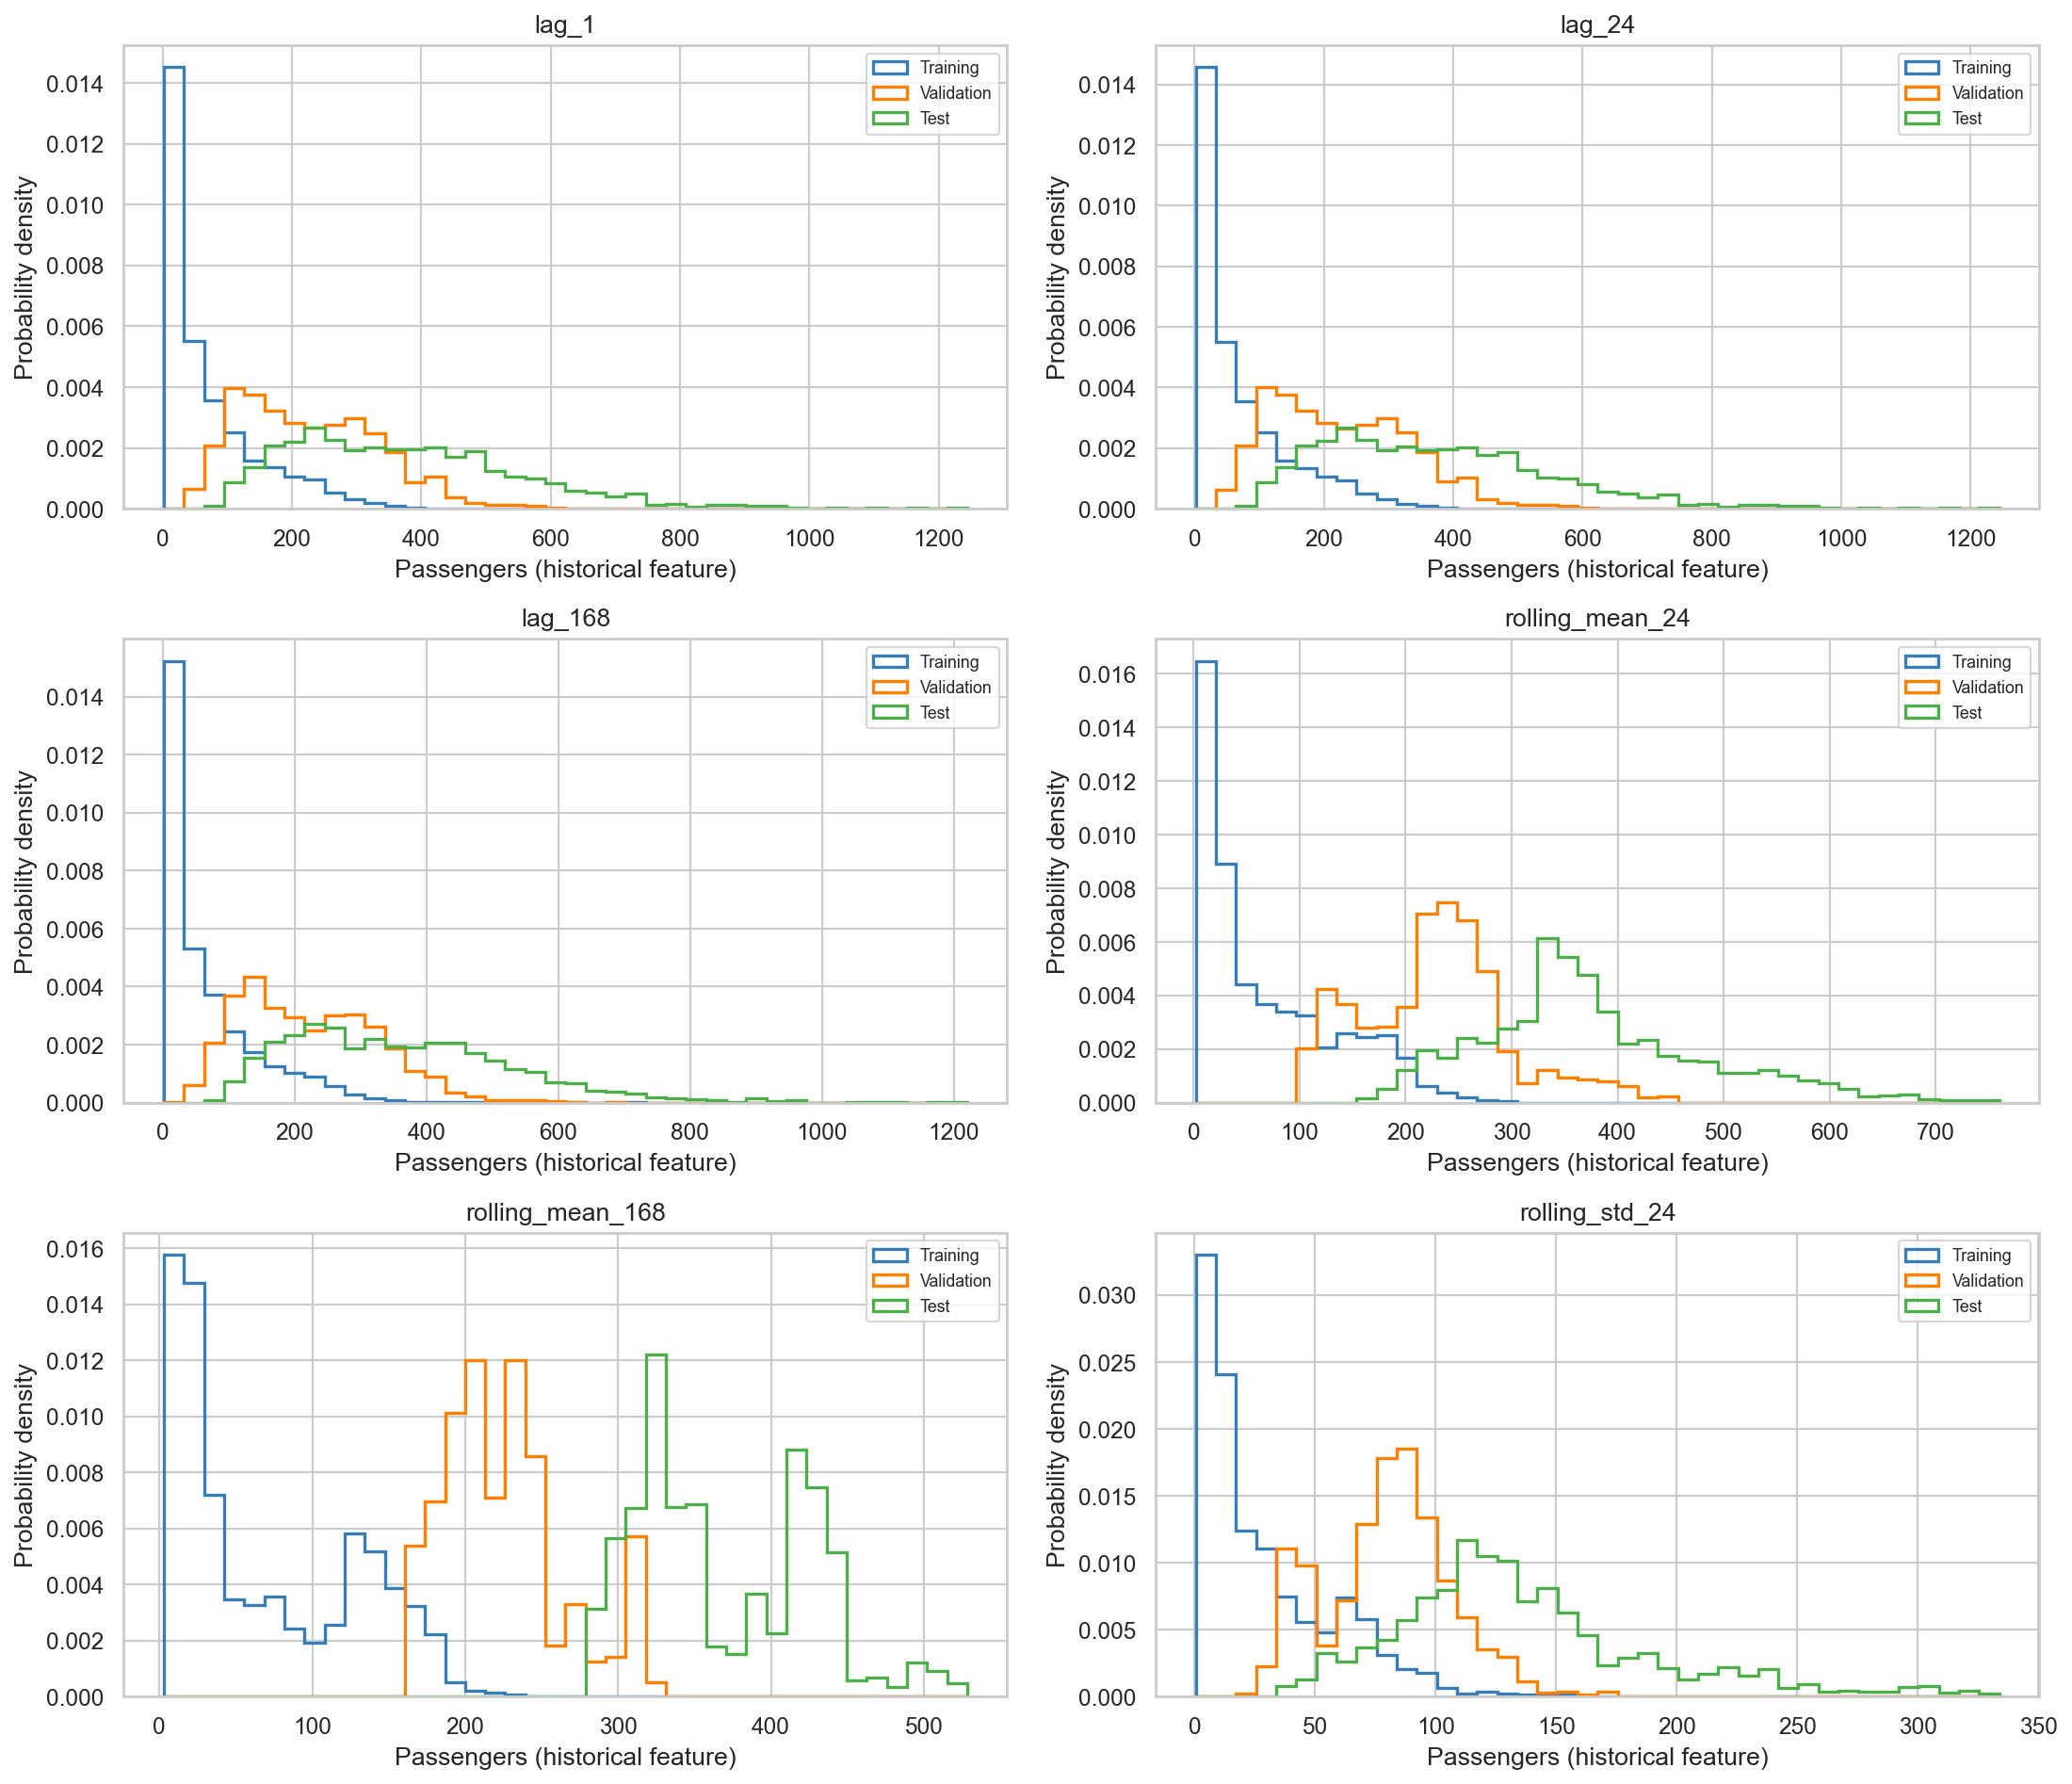 lag_1
Probability density
0.014
0.012
0.010
0.008
0.006
0.004
0.002
0.000
0 200 400 600 800 1000 1200
Passengers (historical feature)
Training
Validation
Test
lag_24
Probability density
0.014
0.012
0.010
0.008
0.006
0.004
0.002
0.000
0 200 400 600 800 1000 1200
Passengers (historical feature)
Training
Validation
Test
lag_168
Probability density
0.014
0.012
0.010
0.008
0.006
0.004
0.002
0.000
0 200 400 600 800 1000 1200
Passengers (historical feature)
Training
Validation
Test
rolling_mean_24
Probability density
0.016
0.014
0.012
0.010
0.008
0.006
0.004
0.002
0.000
0 100 200 300 400 500 600 700
Passengers (historical feature)
Training
Validation
Test
rolling_mean_168
Probability density
0.016
0.014
0.012
0.010
0.008
0.006
0.004
0.002
0.000
0 100 200 300 400 500
Passengers (historical feature)
Training
Validation
Test
rolling_std_24
Probability density
0.030
0.025
0.020
0.015
0.010
0.005
0.000
0 50 100 150 200 250 300 350
Passengers (historical feature)
Training
Validation
Test